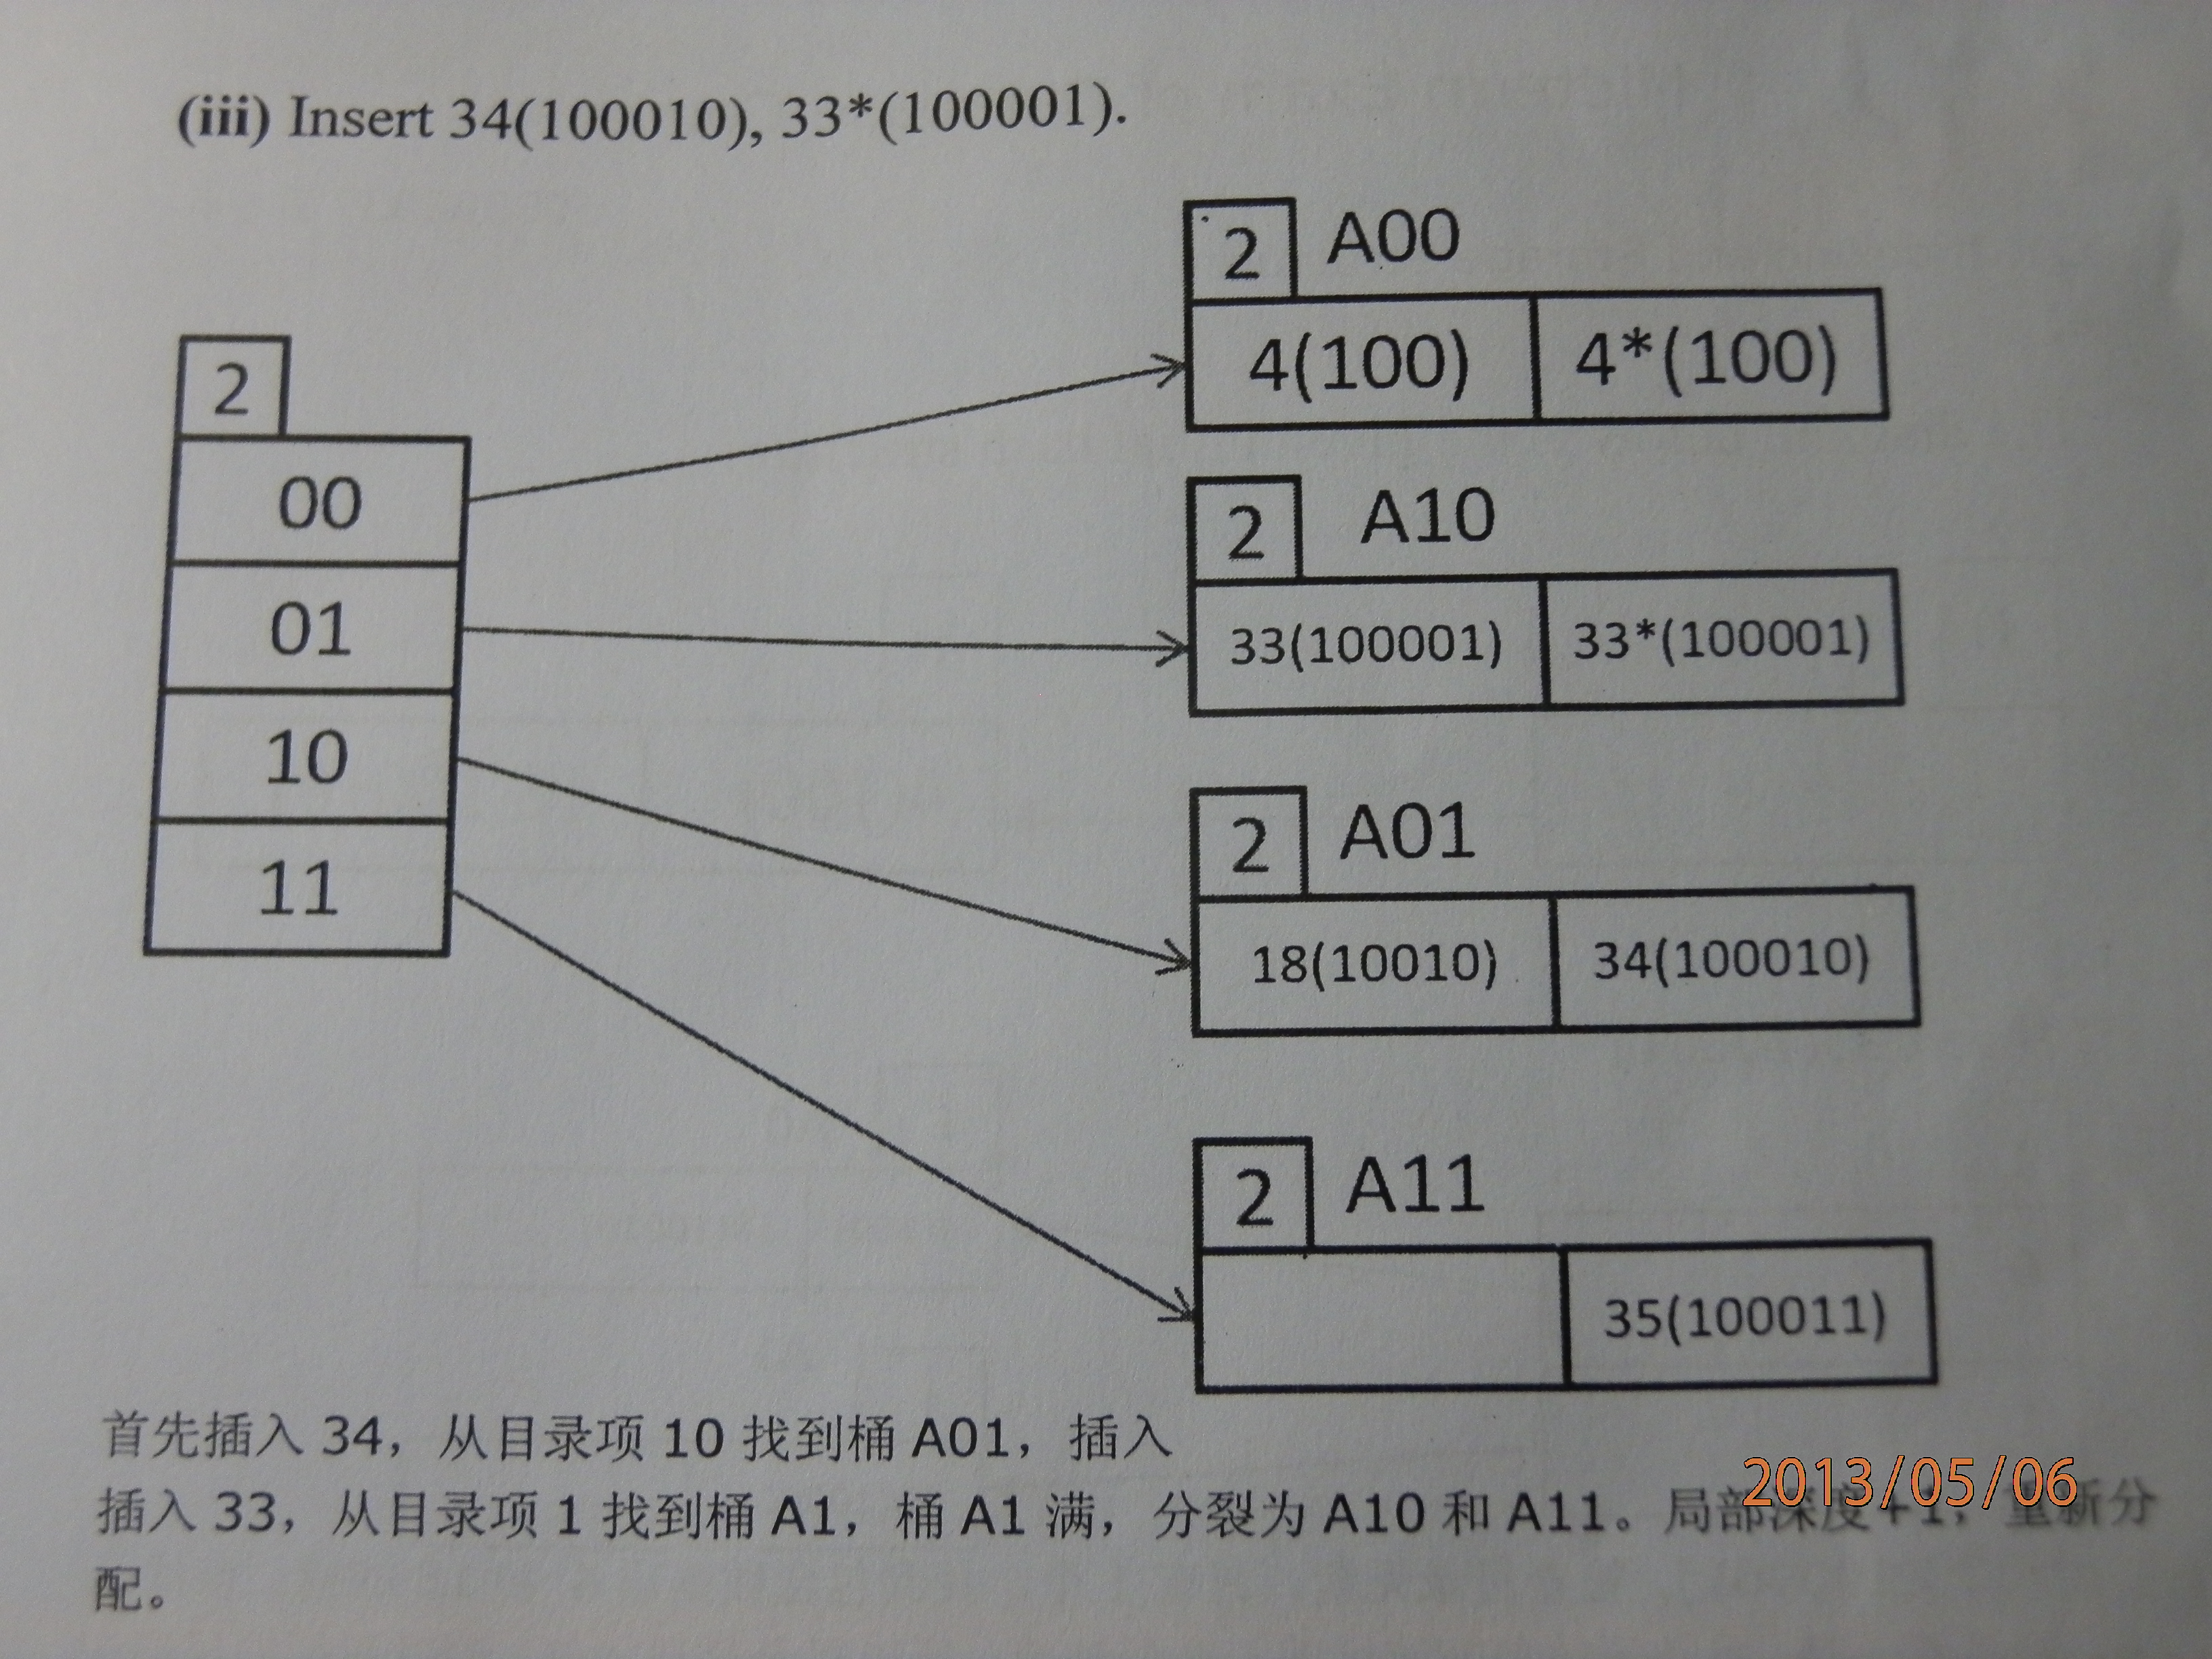 (iii) Insert 34(100010), 33*(100001).
2
00
01
10
11
2 A00
4(100) 4*(100)
2 A10
33(100001) 33*(100001)
2 A01
18(10010) 34(100010)
2 A11
35(100011)
首先插入 34，从目录项 10 找到桶 A01，插入
插入 33，从目录项 1 找到桶 A1，桶 A1 满，分裂为 A10 和 A11。局部深度+1，重新分
配。
2013/05/06